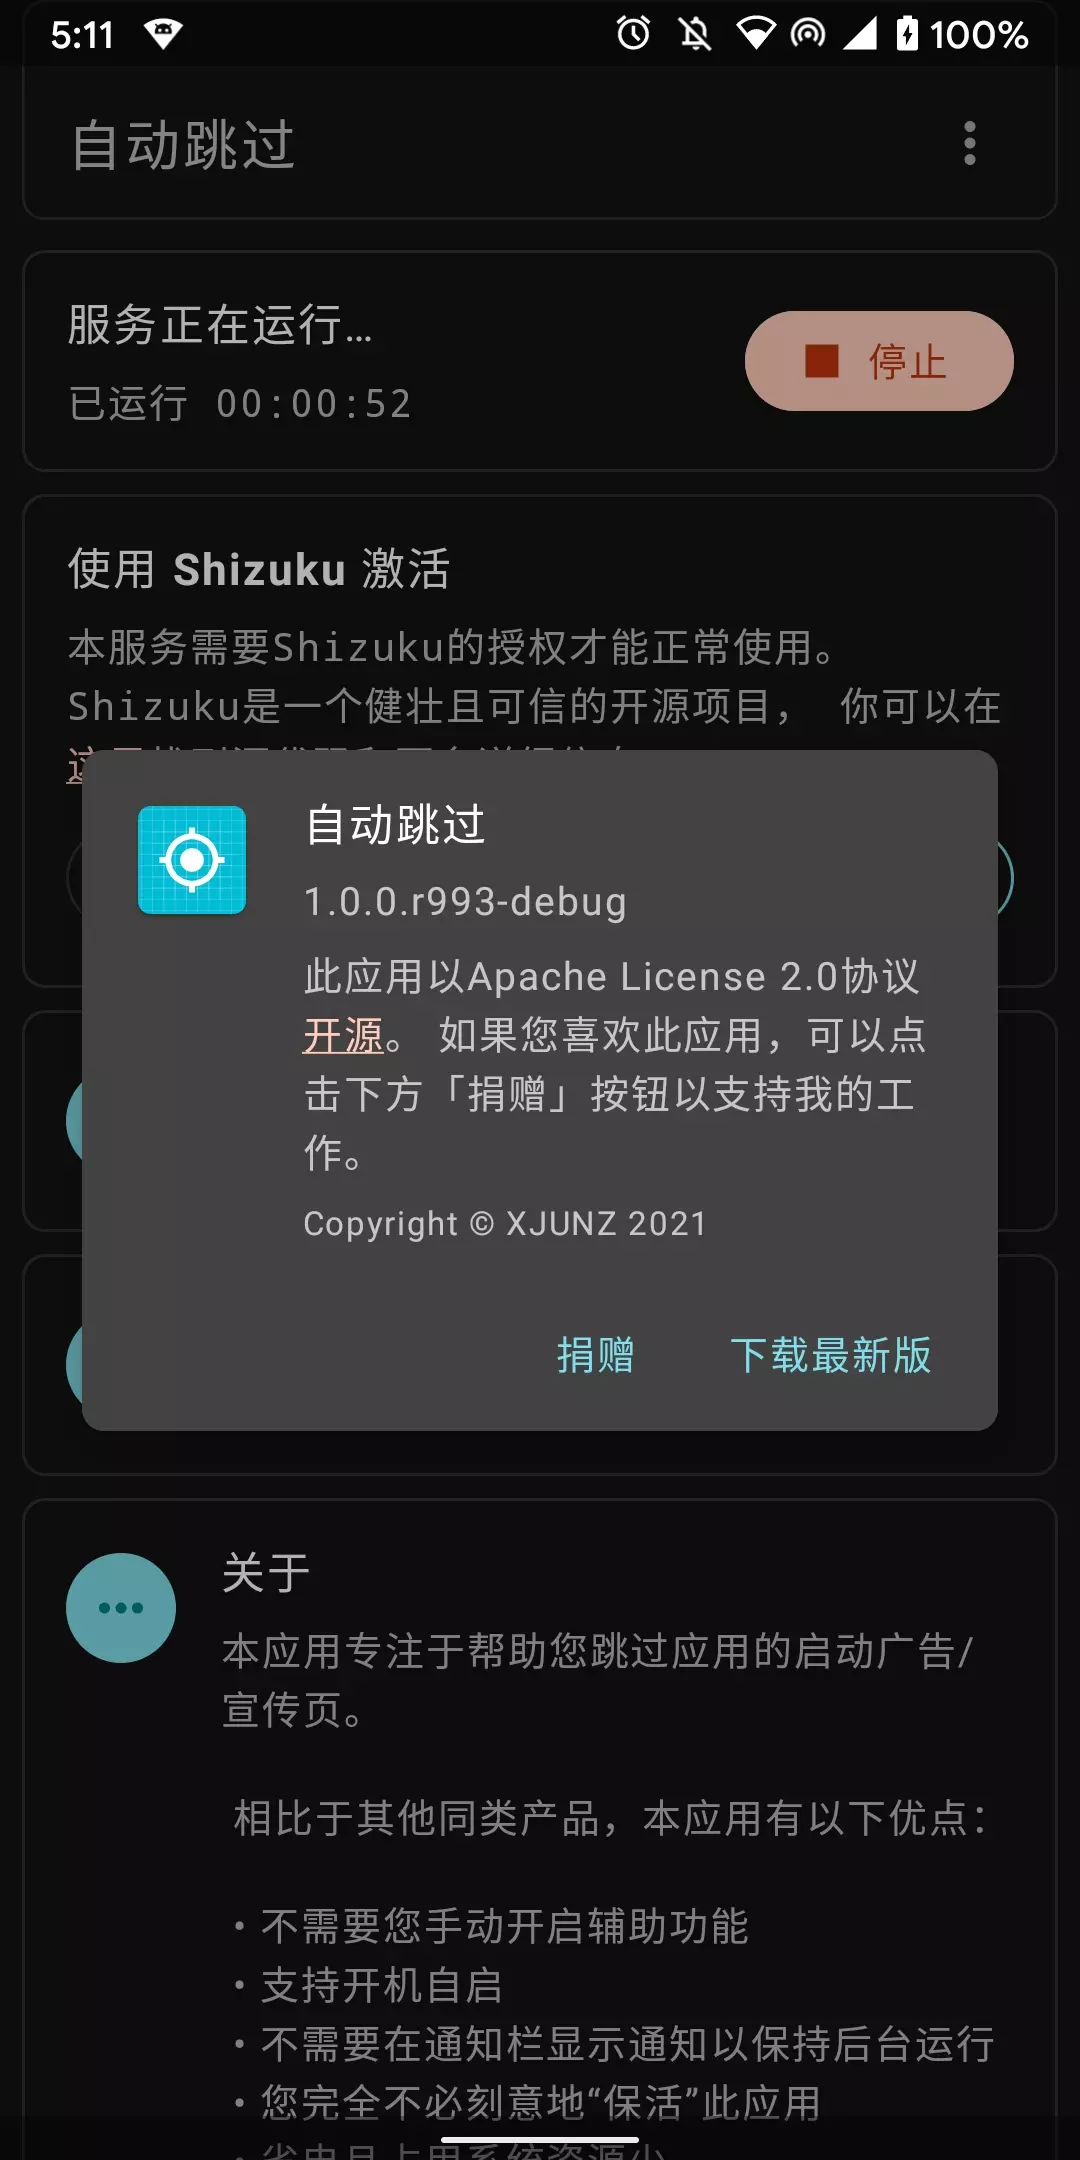 5:11
100%
自动跳过
服务正在运行...
停止
已运行 00:00:52
使用 Shizuku 激活
本服务需要Shizuku的授权才能正常使用。
Shizuku是一个健壮且可信的开源项目， 你可以在
自动跳过
1.0.0.r993-debug
此应用以Apache License 2.0协议
开源。 如果您喜欢此应用，可以点
击下方「捐赠」按钮以支持我的工
作。
Copyright © XJUNZ 2021
捐赠 下载最新版
关于
本应用专注于帮助您跳过应用的启动广告/
宣传页。
相比于其他同类产品，本应用有以下优点：
• 不需要您手动开启辅助功能
• 支持开机自启
• 不需要在通知栏显示通知以保持后台运行
• 您完全不必刻意地“保活”此应用